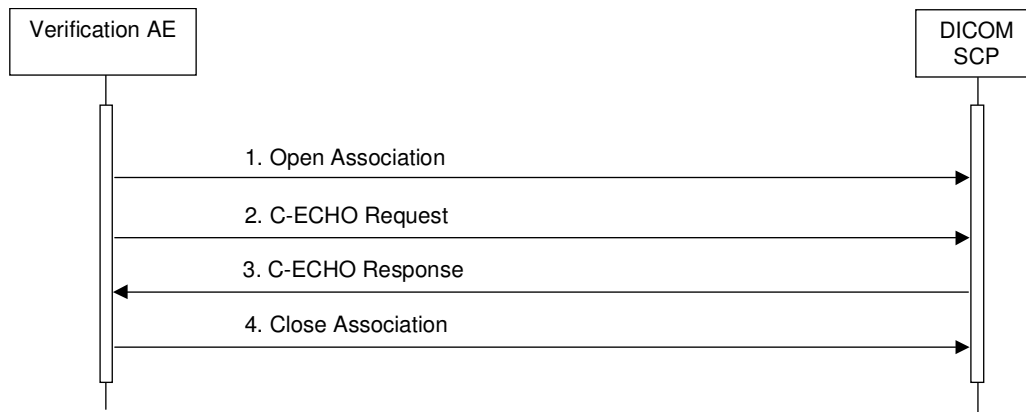 Verification AE
DICOM
SCP
1. Open Association
2. C-ECHO Request
3. C-ECHO Response
4. Close Association